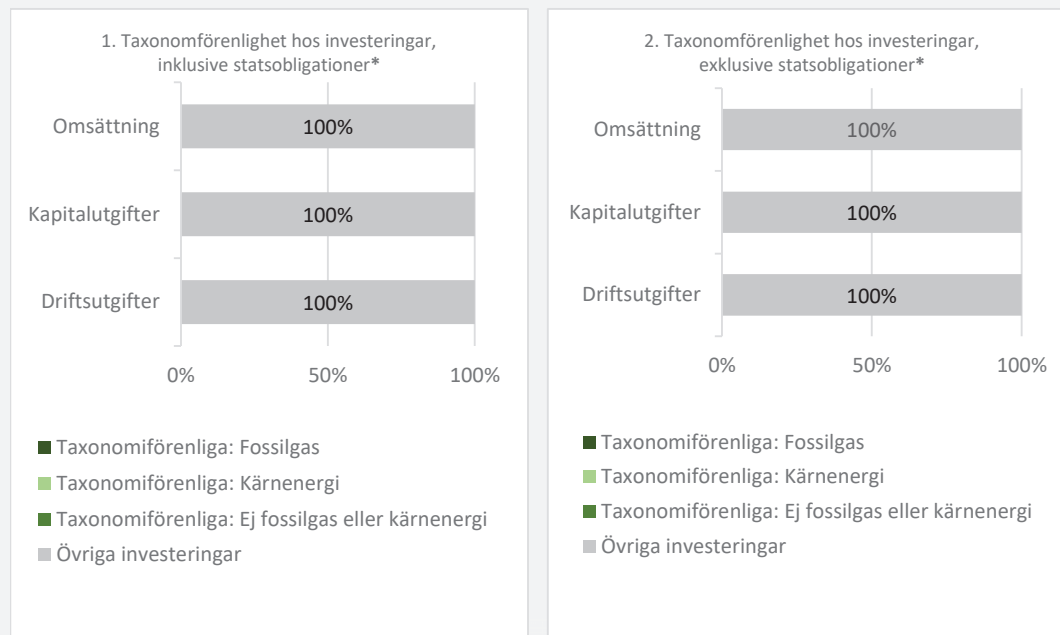 1. Taxonomförenlighet hos investeringar,
inklusive statsobligationer*
Omsättning
100%
Kapitalutgifter
100%
Driftsutgifter
100%
0% 50% 100%
Taxonomiförenliga: Fossilgas
Taxonomiförenliga: Kärnenergi
Taxonomiförenliga: Ej fossilgas eller kärnenergi
Övriga investeringar
2. Taxonomförenlighet hos investeringar,
exklusive statsobligationer*
Omsättning
100%
Kapitalutgifter
100%
Driftsutgifter
100%
0% 50% 100%
Taxonomiförenliga: Fossilgas
Taxonomiförenliga: Kärnenergi
Taxonomiförenliga: Ej fossilgas eller kärnenergi
Övriga investeringar